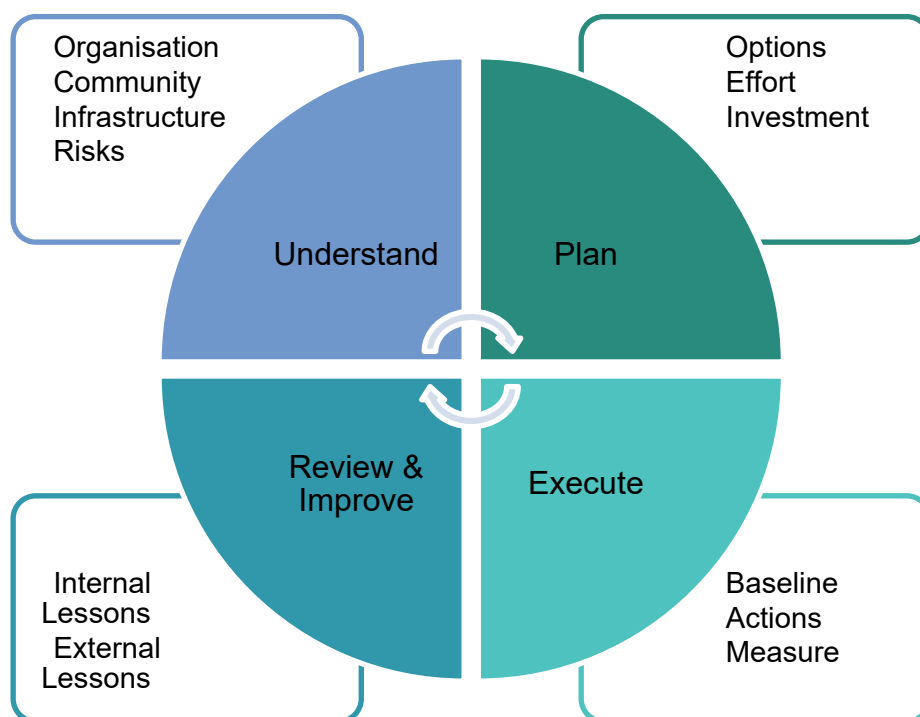 Organisation
Community
Infrastructure
Risks
Options
Effort
Investment
Understand
Plan
Review &
Improve
Execute
Internal
Lessons
External
Lessons
Baseline
Actions
Measure